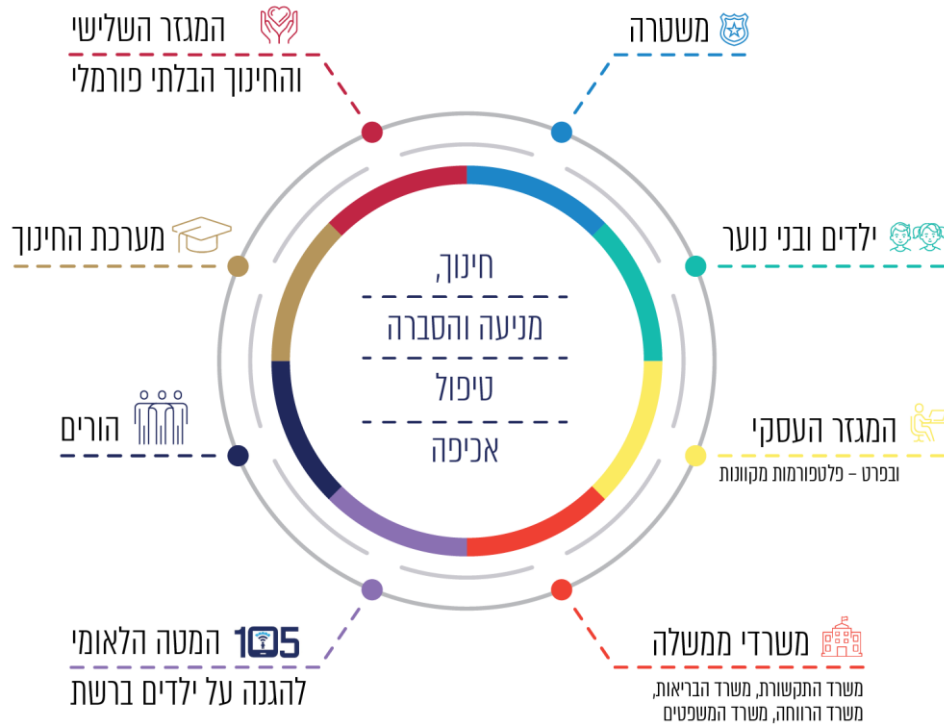 המגזר השלישי
והחינוך הבלתי פורמלי
משטרה
מערכת החינוך
ילדים ובני נוער
חינוך,
מניעה והסברה
טיפול
אכיפה
הורים
המגזר העסקי
ובפרט – פלטפורמות מקוונות
105 המטה הלאומי
להגנה על ילדים ברשת
משרדי ממשלה
משרד התקשורת, משרד הבריאות,
משרד הרווחה, משרד המשפטים